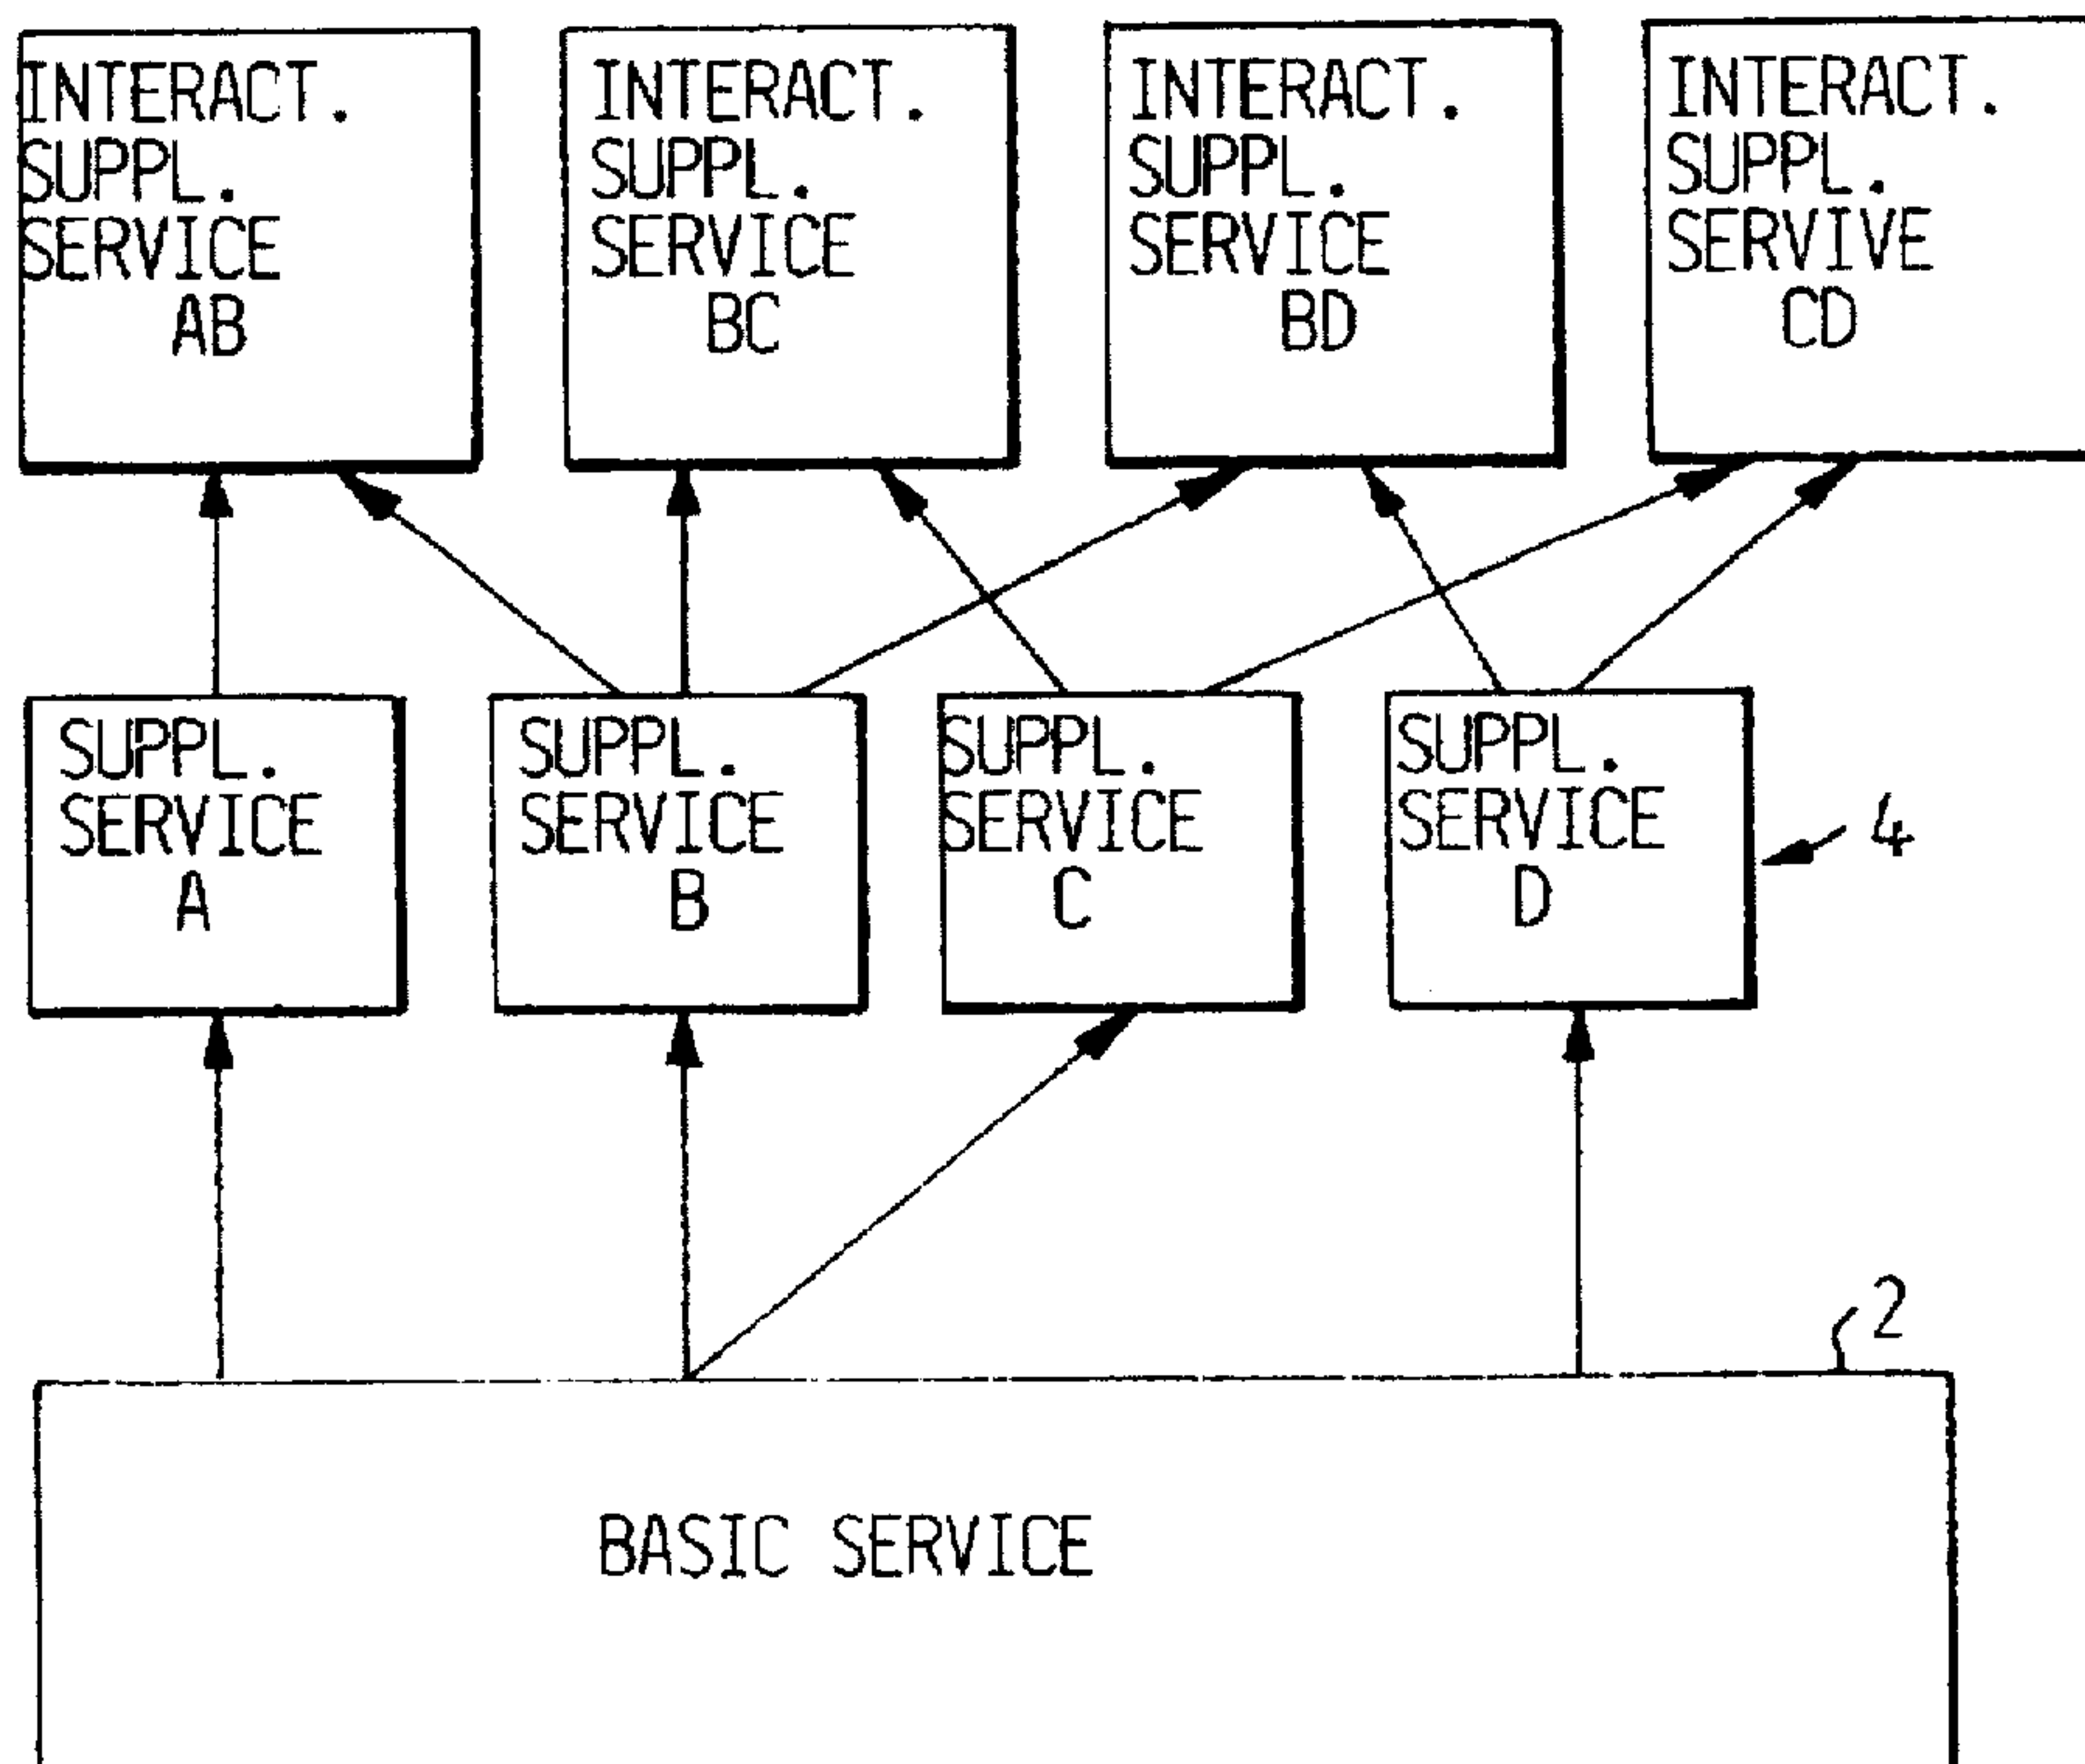 INTERACT.
SUPPL.
SERVICE
AB
INTERACT.
SUPPL.
SERVICE
BC
INTERACT.
SUPPL.
SERVICE
BD
INTERACT.
SUPPL.
SERVIVE
CD
SUPPL.
SERVICE
A
SUPPL.
SERVICE
B
SUPPL.
SERVICE
C
SUPPL.
SERVICE
D
4
2
BASIC SERVICE